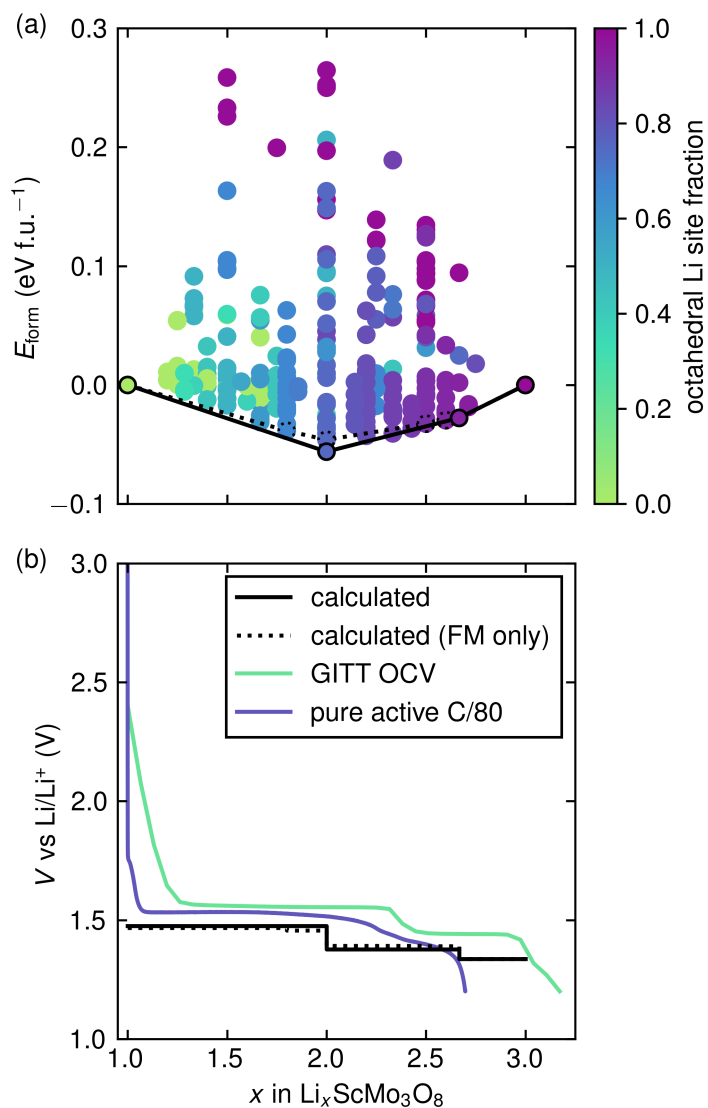 (a)
0.3
0.2
0.1
0.0
−0.1
E_form (eV f.u.⁻¹)
1.0
0.8
0.6
0.4
0.2
0.0
octahedral Li site fraction
(b)
3.0
2.5
2.0
1.5
1.0
V vs Li/Li⁺ (V)
calculated
calculated (FM only)
GITT OCV
pure active C/80
1.0 1.5 2.0 2.5 3.0
x in LiₓScMo₃O₈